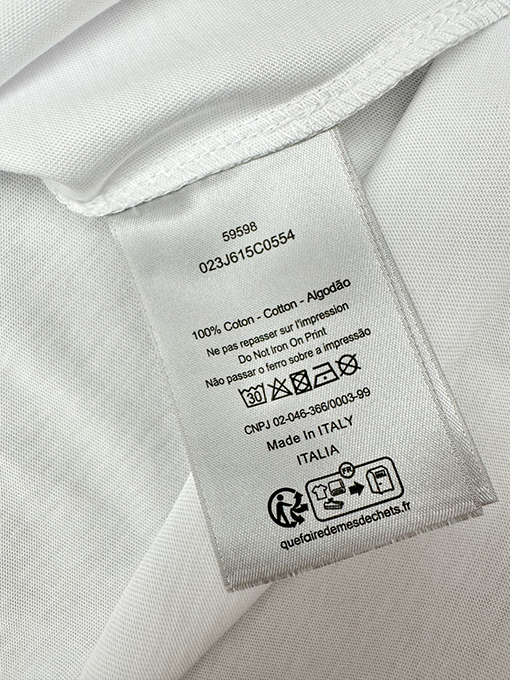 59598
023J615C0554
100% Coton - Cotton - Algodão
Ne pas repasser sur l'impression
Do Not Iron On Print
Não passar o ferro sobre a impressão
30
CNPJ 02-046-366/0003-99
Made In ITALY
ITALIA
FR
quefairedemesdechets.fr